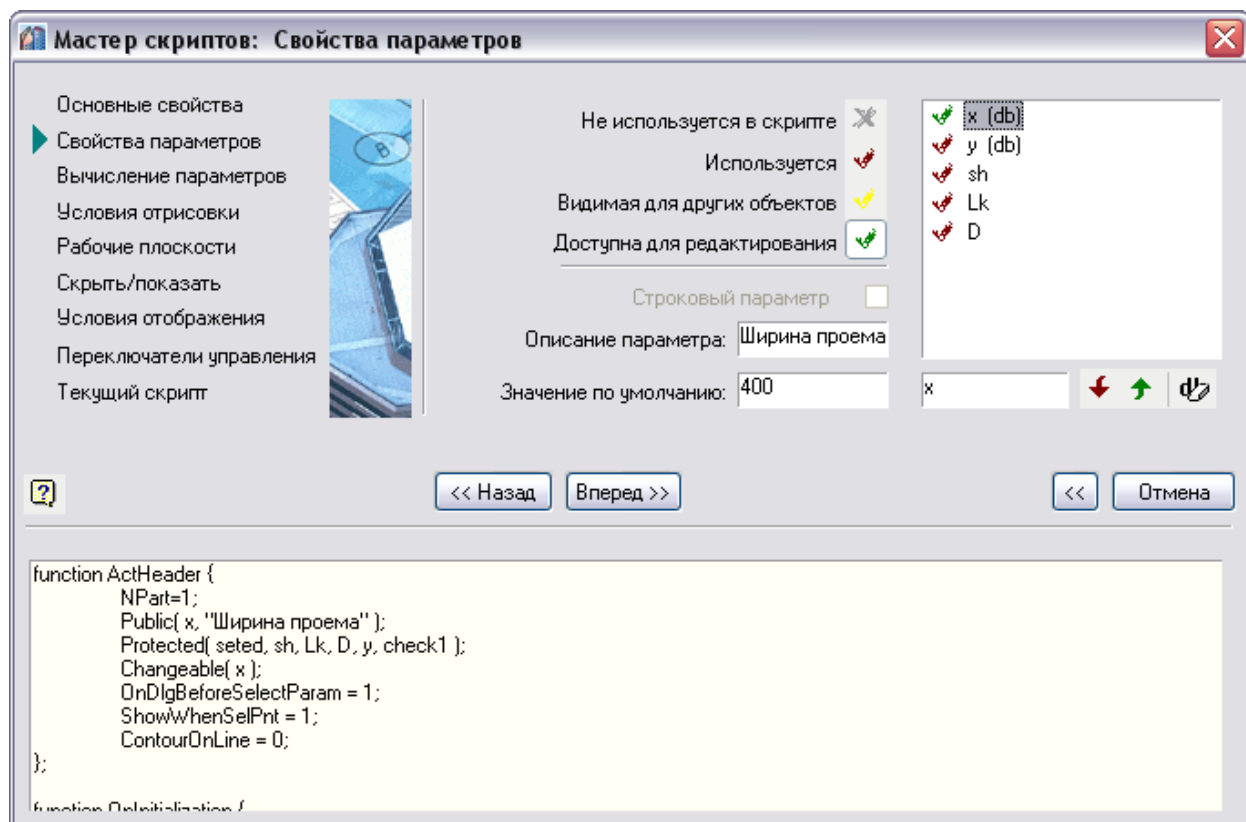 Мастер скриптов: Свойства параметров
Основные свойства
Свойства параметров
Вычисление параметров
Условия отрисовки
Рабочие плоскости
Скрыть/показать
Условия отображения
Переключатели управления
Текущий скрипт
B
Не используется в скрипте
Используется
Видимая для других объектов
Доступна для редактирования
Строковый параметр
Описание параметра: Ширина проема
Значение по умолчанию: 400
x (db)
y (db)
sh
Lk
D
x
<< Назад
Вперед >>
<<
Отмена
function ActHeader {
NPart=1;
Public( x, "Ширина проема" );
Protected( seted, sh, Lk, D, y, check1 );
Changeable( x );
OnDlgBeforeSelectParam = 1;
ShowWhenSelPnt = 1;
ContourOnLine = 0;
};
function OnInitialization {